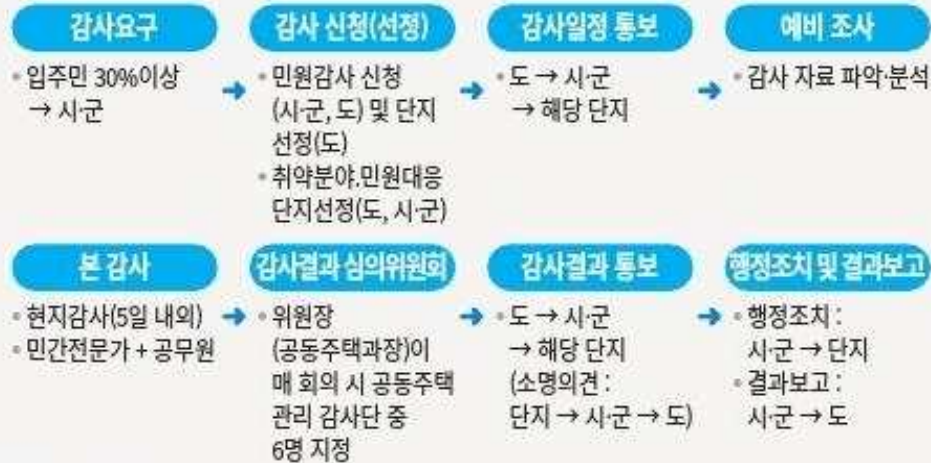 감사요구
• 입주민 30%이상
→ 시·군
➔
감사 신청(선정)
• 민원감사 신청
(시·군, 도) 및 단지
선정(도)
• 취약분야.민원대응
단지선정(도, 시·군)
➔
감사일정 통보
• 도 → 시·군
→ 해당 단지
➔
예비 조사
• 감사 자료 파악·분석
본 감사
• 현지감사(5일 내외)
• 민간전문가 + 공무원
➔
감사결과 심의위원회
• 위원장
(공동주택과장)이
매 회의 시 공동주택
관리 감사단 중
6명 지정
➔
감사결과 통보
• 도 → 시·군
→ 해당 단지
(소명의견 :
단지 → 시·군 → 도)
➔
행정조치 및 결과보고
• 행정조치 :
시·군 → 단지
• 결과보고 :
시·군 → 도